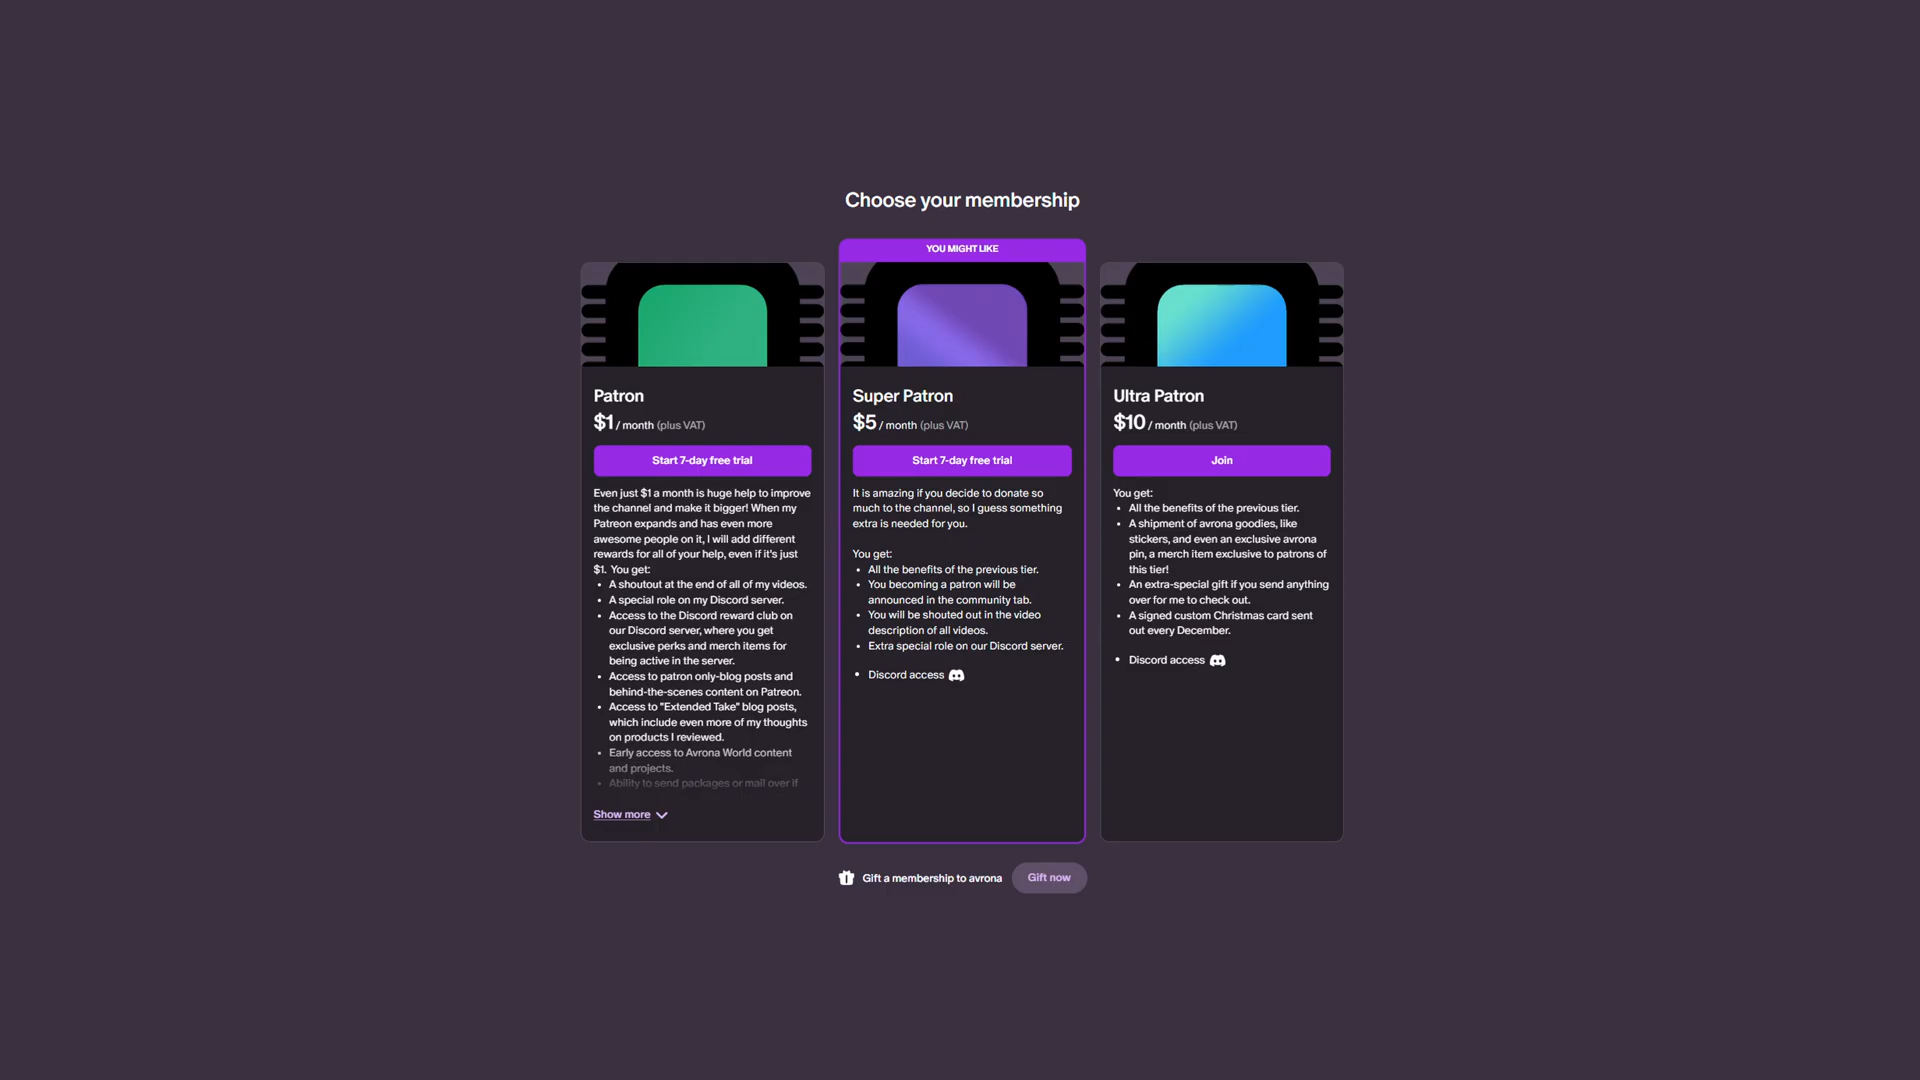 Choose your membership
YOU MIGHT LIKE
Patron
$1 / month (plus VAT)
Start 7-day free trial
Even just $1 a month is huge help to improve
the channel and make it bigger! When my
Patreon expands and has even more
awesome people on it, I will add different
rewards for all of your help, even if it's just
$1. You get:
• A shoutout at the end of all of my videos.
• A special role on my Discord server.
• Access to the Discord reward club on
our Discord server, where you get
exclusive perks and merch items for
being active in the server.
• Access to patron only-blog posts and
behind-the-scenes content on Patreon.
• Access to "Extended Take" blog posts,
which include even more of my thoughts
on products I reviewed.
• Early access to Avrona World content
and projects.
• Ability to send packages or mail over if
Show more
Super Patron
$5 / month (plus VAT)
Start 7-day free trial
It is amazing if you decide to donate so
much to the channel, so I guess something
extra is needed for you.
You get:
• All the benefits of the previous tier.
• You becoming a patron will be
announced in the community tab.
• You will be shouted out in the video
description of all videos.
• Extra special role on our Discord server.
• Discord access
Ultra Patron
$10 / month (plus VAT)
Join
You get:
• All the benefits of the previous tier.
• A shipment of avrona goodies, like
stickers, and even an exclusive avrona
pin, a merch item exclusive to patrons of
this tier!
• An extra-special gift if you send anything
over for me to check out.
• A signed custom Christmas card sent
out every December.
• Discord access
Gift a membership to avrona
Gift now